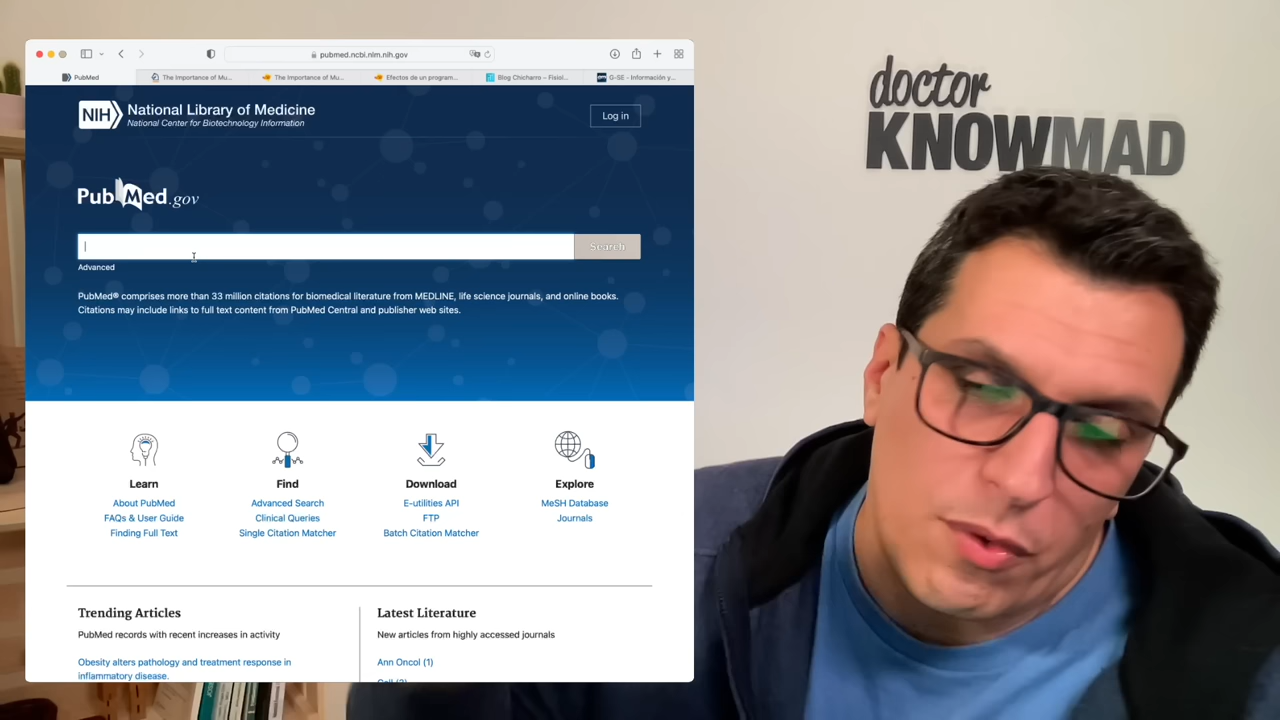 pubmed.ncbi.nlm.nih.gov
PubMed
The Importance of Mu...
The Importance of Mu...
Efectos de un program...
Blog Chicharro – Fisiol...
G-SE - Información y...
NIH
National Library of Medicine
National Center for Biotechnology Information
Log in
PubMed.gov
Search
Advanced
PubMed® comprises more than 33 million citations for biomedical literature from MEDLINE, life science journals, and online books.
Citations may include links to full text content from PubMed Central and publisher web sites.
Learn
About PubMed
FAQs & User Guide
Finding Full Text
Find
Advanced Search
Clinical Queries
Single Citation Matcher
Download
E-utilities API
FTP
Batch Citation Matcher
Explore
MeSH Database
Journals
Trending Articles
PubMed records with recent increases in activity
Obesity alters pathology and treatment response in
inflammatory disease.
Latest Literature
New articles from highly accessed journals
Ann Oncol (1)
doctor
KNOWMAD